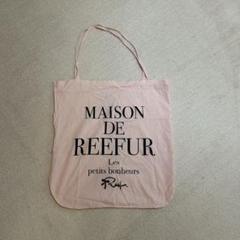 MAISON
DE
REEFUR
Les
petits bonheurs